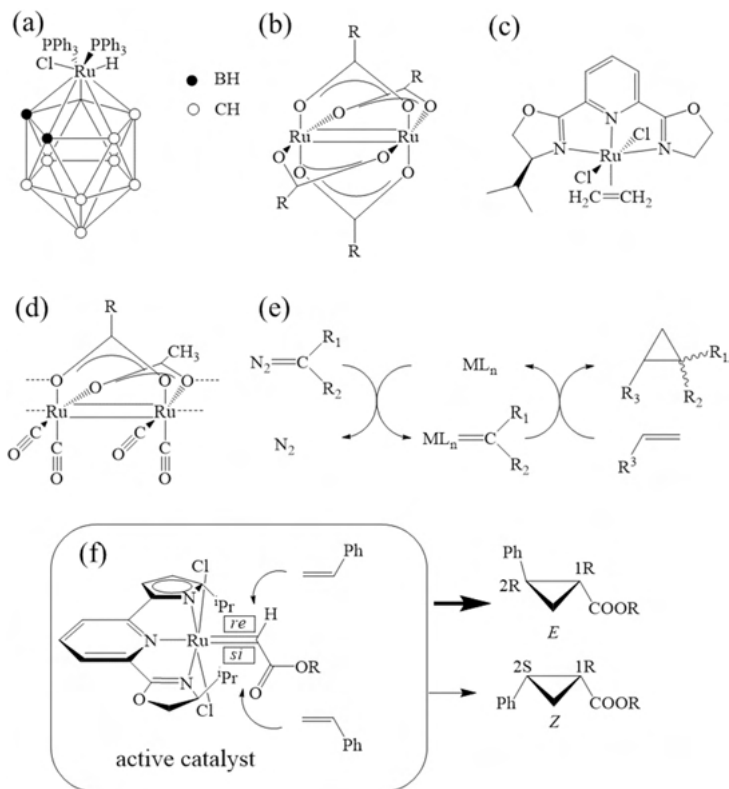 (a)
PPh3 PPh3
Cl Ru H
BH
CH
(b)
R
R
O O O O
Ru Ru
O O O O
R
R
(c)
O N O
N N
Ru Cl
Cl
H2C=CH2
(d)
R
CH3
O O O O
Ru Ru
C C C C
O O O O
(e)
N2=C R1 R2
MLn
R1
R3 R2
N2
MLn=C R1 R2
R3
(f)
Cl
Ph
iPr
N
re H
N Ru
si OR
N iPr O
O Cl
Ph
active catalyst
Ph 1R
2R COOR
E
2S 1R
Ph COOR
Z